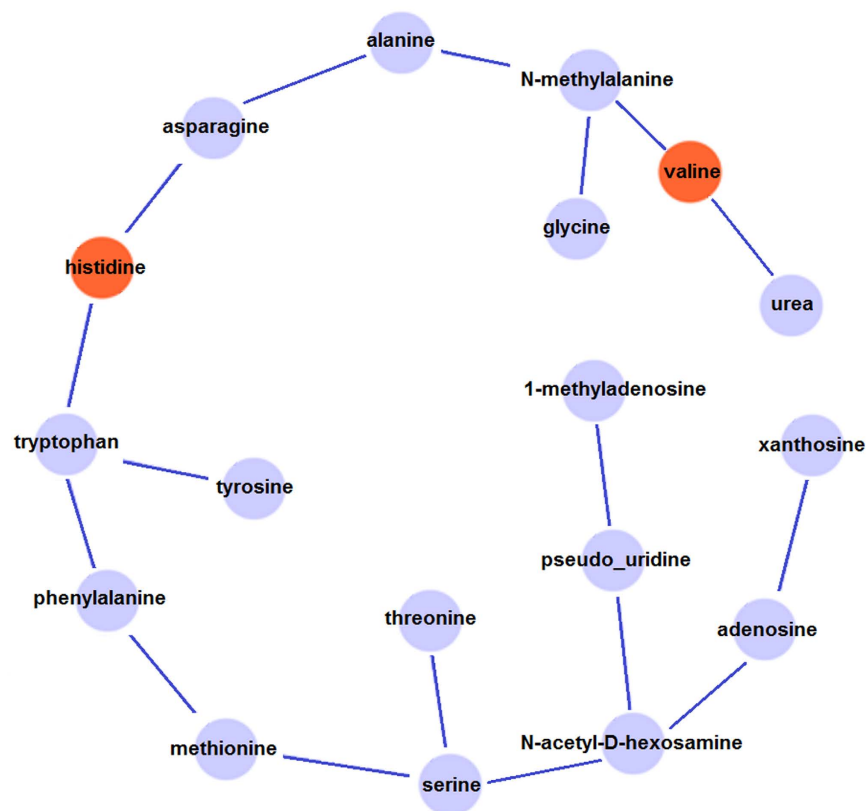 alanine
N-methylalanine
asparagine
valine
glycine
histidine
urea
1-methyladenosine
tryptophan
xanthosine
tyrosine
pseudo_uridine
phenylalanine
threonine
adenosine
methionine
N-acetyl-D-hexosamine
serine